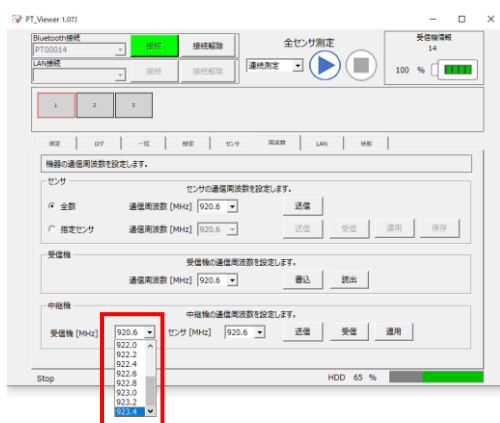 PT_Viewer 1.07J
Bluetooth接続
PT00014 接続 接続解除
LAN接続
接続 接続解除
全センサ測定
連続測定
受信機情報
14
100 %
1 2 3
測定 ログ 一括 設定 センサ 周波数 LAN 状態
機器の通信周波数を設定します。
センサ
センサの通信周波数を設定します。
全数 通信周波数 [MHz] 920.6 送信
指定センサ 通信周波数 [MHz] 920.6 送信 受信 適用 保存
受信機
受信機の通信周波数を設定します。
通信周波数 [MHz] 920.6 書込 読出
中継機
中継機の通信周波数を設定します。
受信機 [MHz] 920.6 センサ [MHz] 920.6 送信 受信 適用
922.0
922.2
922.4
922.6
922.8
923.0
923.2
923.4
Stop HDD 65 %